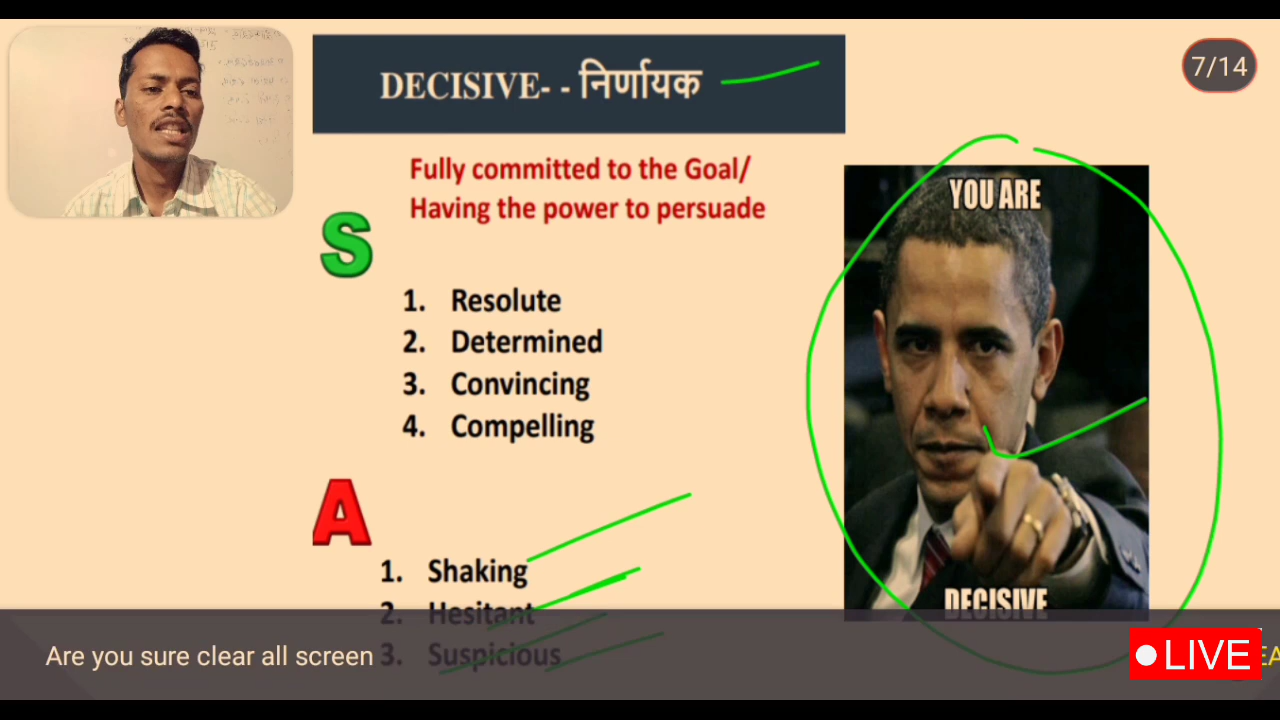 DECISIVE- - निर्णायक
7/14
Fully committed to the Goal/
Having the power to persuade
S
1. Resolute
2. Determined
3. Convincing
4. Compelling
YOU ARE
DECISIVE
A
1. Shaking
2. Hesitant
3. Suspicious
Are you sure clear all screen
LIVE